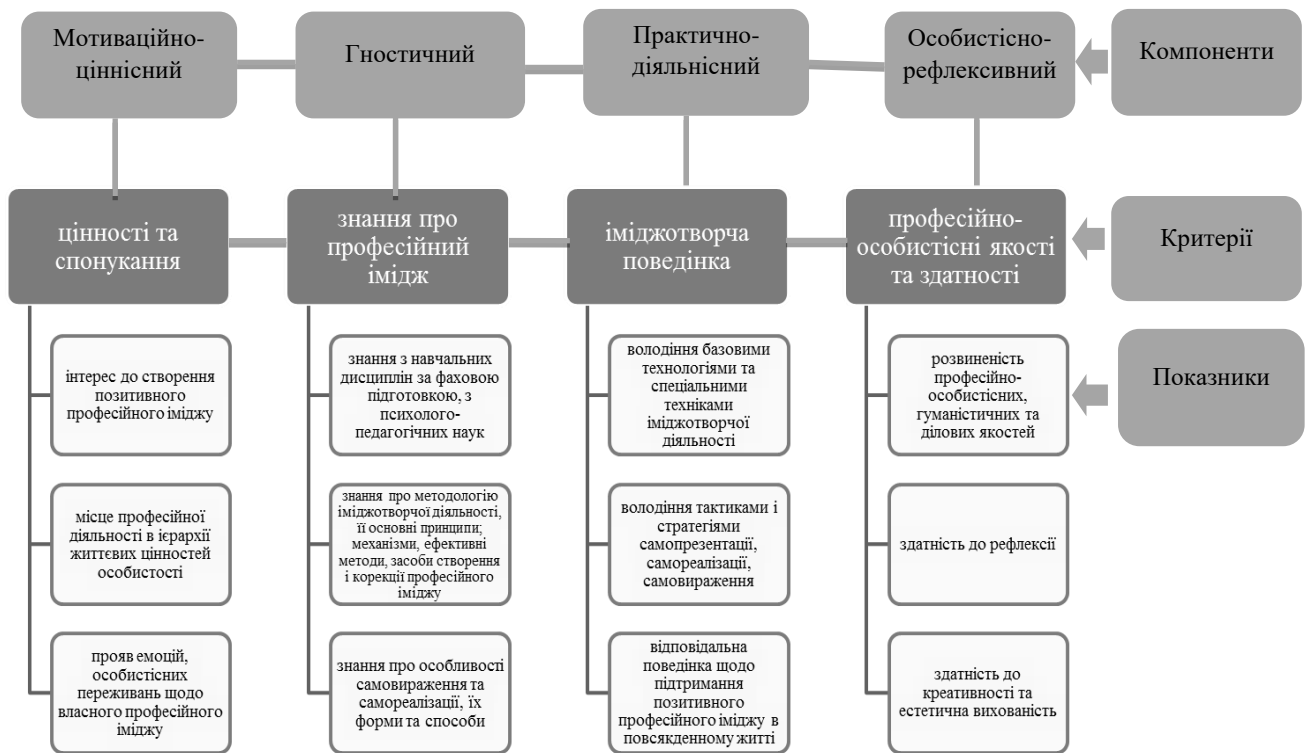 Мотиваційно-
ціннісний
Гностичний
Практично-
діяльнісний
Особистісно-
рефлексивний
Компоненти
цінності та
спонукання
знання про
професійний
імідж
іміджотворча
поведінка
професійно-
особистісні якості
та здатності
Критерії
інтерес до створення
позитивного
професійного іміджу
знання з навчальних
дисциплін за фаховою
підготовкою, з
психолого-
педагогічних наук
володіння базовими
технологіями та
спеціальними
техніками
іміджотворчої
діяльності
розвиненість
професійно-
особистісних,
гуманістичних та
ділових якостей
Показники
місце професійної
діяльності в ієрархії
життєвих цінностей
особистості
знання про методологію
іміджотворчої діяльності,
її основні принципи;
механізми, ефективні
методи, засоби створення
і корекції професійного
іміджу
володіння тактиками і
стратегіями
самопрезентації,
самореалізації,
самовираження
здатність до рефлексії
прояв емоцій,
особистісних
переживань щодо
власного професійного
іміджу
знання про особливості
самовираження та
самореалізації, їх
форми та способи
відповідальна
поведінка щодо
підтримання
позитивного
професійного іміджу в
повсякденному житті
здатність до
креативності та
естетична вихованість